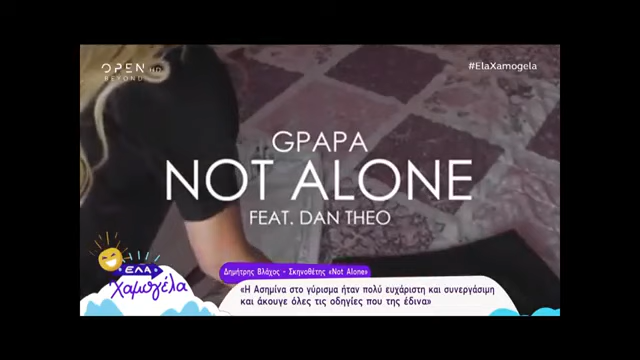 OPEN HD
BEYOND
#ElaXamogela
GPAPA
NOT ALONE
FEAT. DAN THEO
ΕΛΑ
Χαμογέλα
Δημήτρης Βλάχος - Σκηνοθέτης «Not Alone»
«Η Ασημίνα στο γύρισμα ήταν πολύ ευχάριστη και συνεργάσιμη
και άκουγε όλες τις οδηγίες που της έδινα»